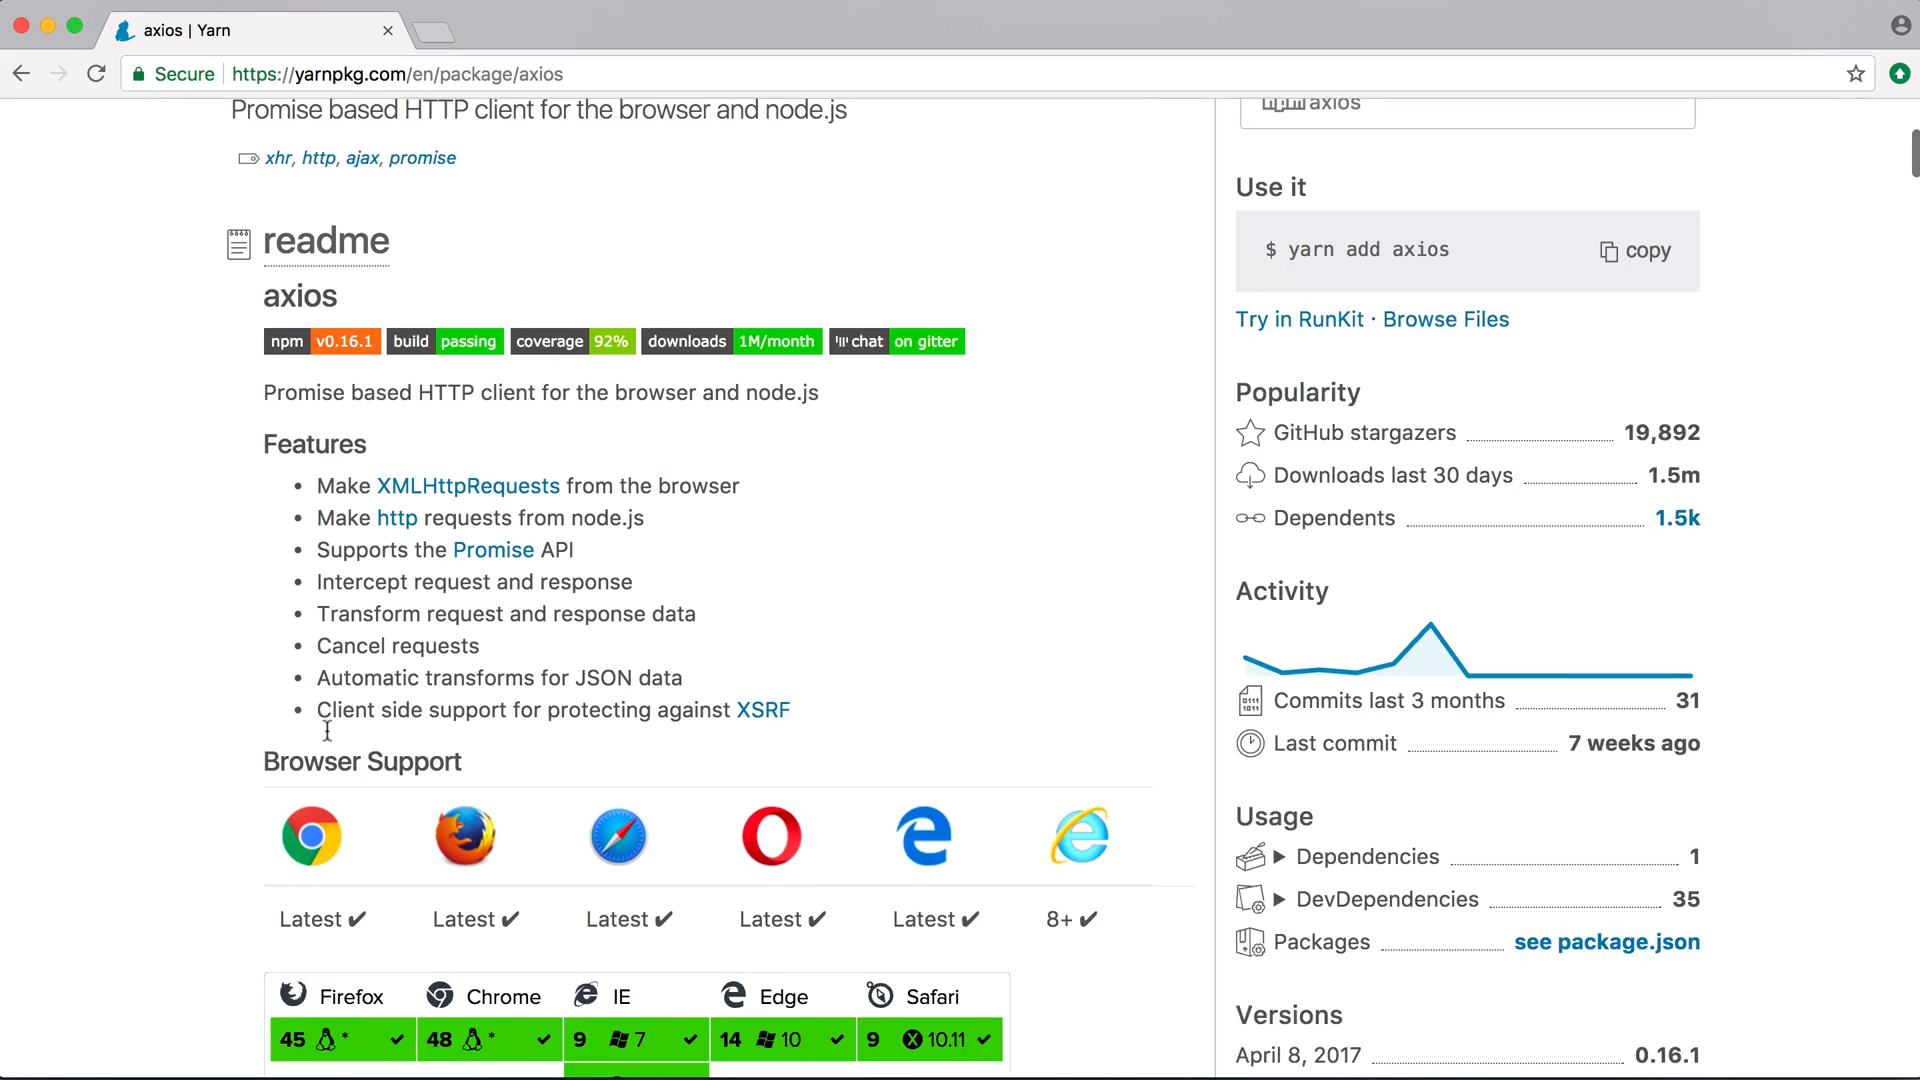 axios | Yarn
Secure https://yarnpkg.com/en/package/axios
Promise based HTTP client for the browser and node.js
xhr, http, ajax, promise
readme
axios
npm v0.16.1 build passing coverage 92% downloads 1M/month chat on gitter
Promise based HTTP client for the browser and node.js
Features
• Make XMLHttpRequests from the browser
• Make http requests from node.js
• Supports the Promise API
• Intercept request and response
• Transform request and response data
• Cancel requests
• Automatic transforms for JSON data
• Client side support for protecting against XSRF
Browser Support
Latest ✔ Latest ✔ Latest ✔ Latest ✔ Latest ✔ 8+ ✔
Firefox Chrome IE Edge Safari
45 * ✔ 48 * ✔ 9 7 ✔ 14 10 ✔ 9 10.11 ✔
axios
Use it
$ yarn add axios copy
Try in RunKit · Browse Files
Popularity
GitHub stargazers 19,892
Downloads last 30 days 1.5m
Dependents 1.5k
Activity
Commits last 3 months 31
Last commit 7 weeks ago
Usage
Dependencies 1
DevDependencies 35
Packages see package.json
Versions
April 8, 2017 0.16.1